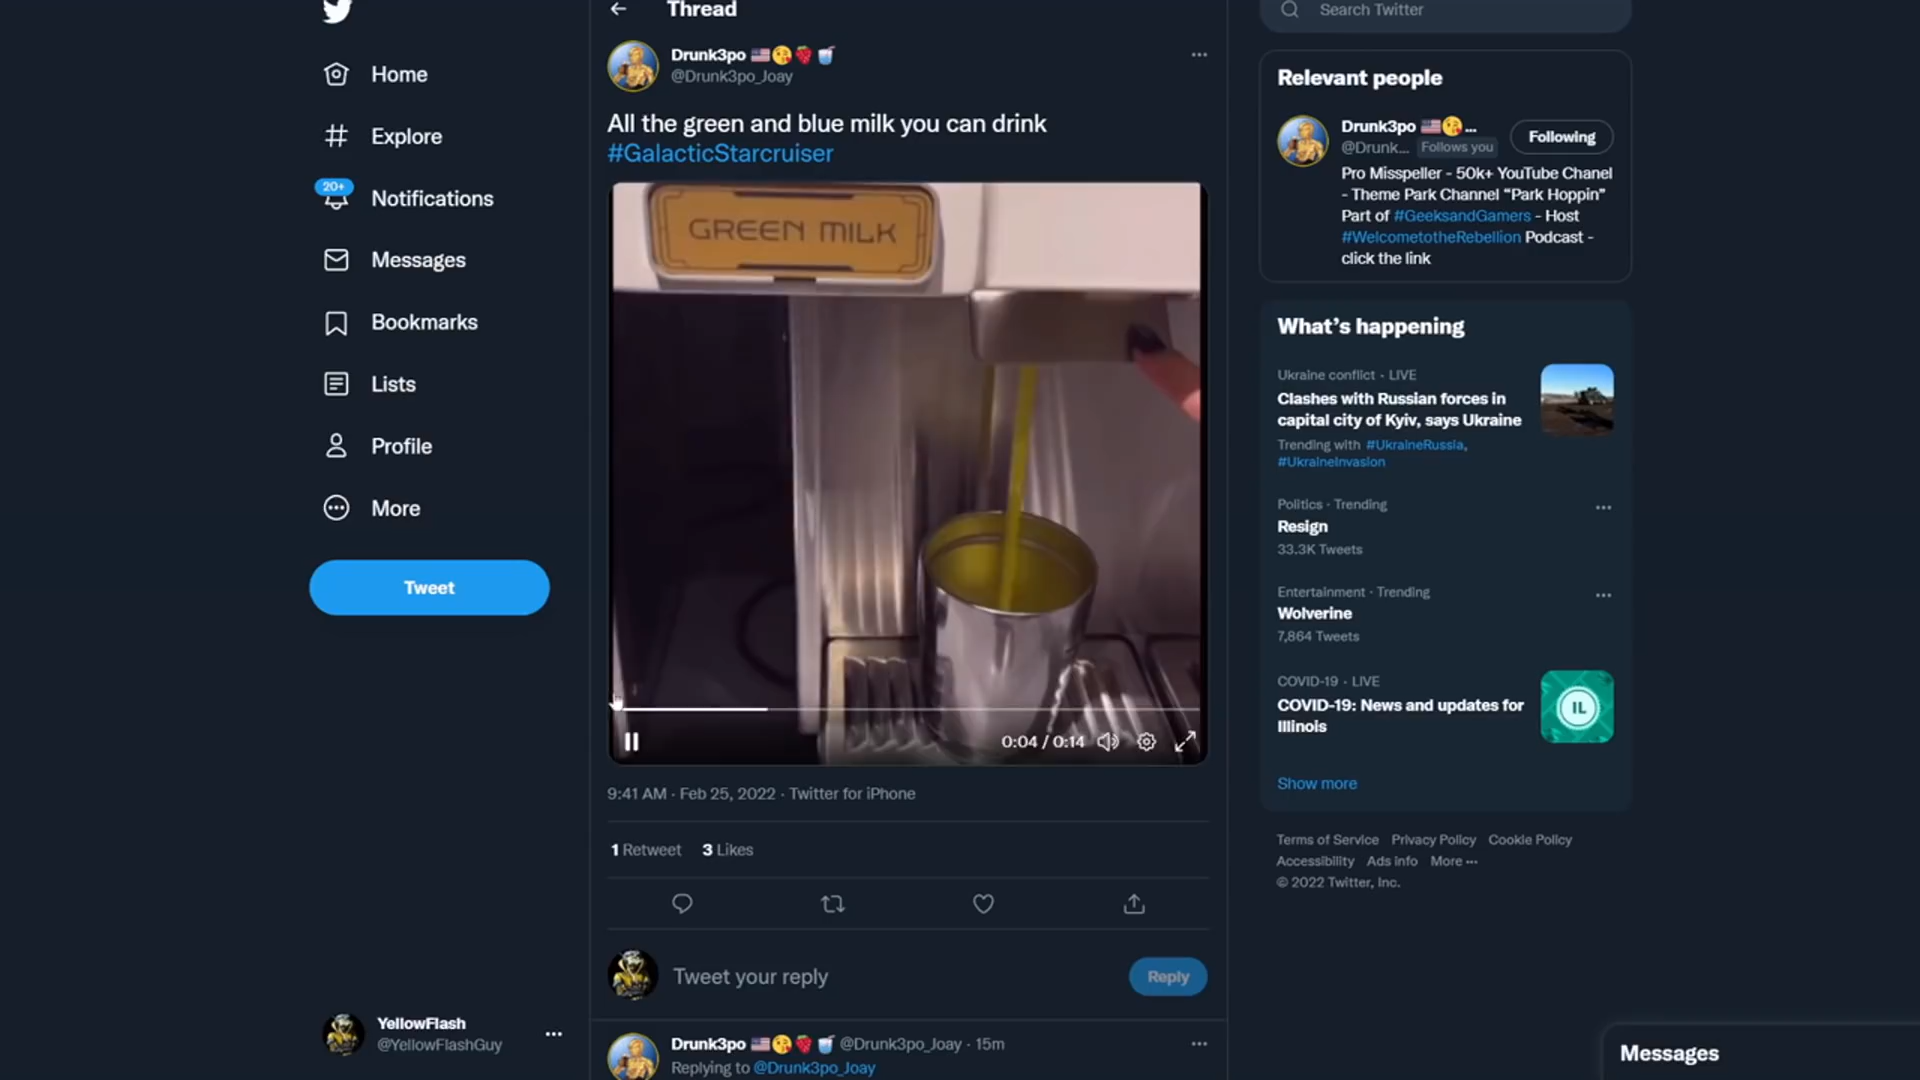 Home
Explore
20+
Notifications
Messages
Bookmarks
Lists
Profile
More
Tweet
YellowFlash
@YellowFlashGuy
Thread
Drunk3po
@Drunk3po_Joay
All the green and blue milk you can drink
#GalacticStarcruiser
GREEN MILK
0:04 / 0:14
9:41 AM · Feb 25, 2022 · Twitter for iPhone
1 Retweet 3 Likes
Tweet your reply
Reply
Drunk3po @Drunk3po_Joay · 15m
Replying to @Drunk3po_Joay
Search Twitter
Relevant people
Drunk3po ...
@Drunk... Follows you
Following
Pro Misspeller - 50k+ YouTube Chanel
- Theme Park Channel “Park Hoppin”
Part of #GeeksandGamers - Host
#WelcometotheRebellion Podcast -
click the link
What’s happening
Ukraine conflict · LIVE
Clashes with Russian forces in
capital city of Kyiv, says Ukraine
Trending with #UkraineRussia,
#UkraineInvasion
Politics · Trending
Resign
33.3K Tweets
Entertainment · Trending
Wolverine
7,864 Tweets
COVID-19 · LIVE
COVID-19: News and updates for
Illinois
IL
Show more
Terms of Service Privacy Policy Cookie Policy
Accessibility Ads info More ···
© 2022 Twitter, Inc.
Messages